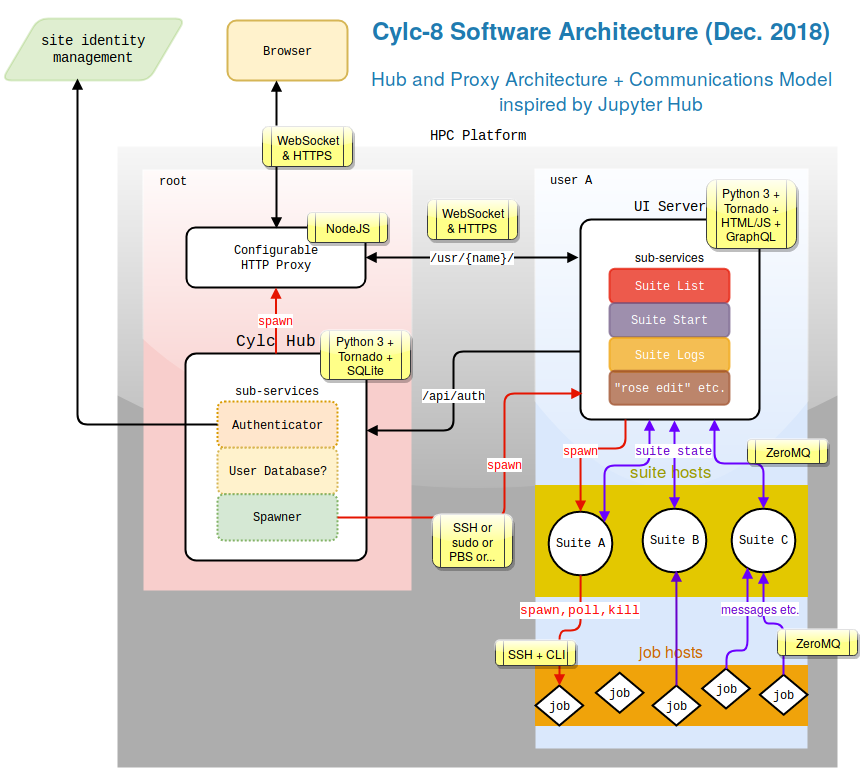 Cylc-8 Software Architecture (Dec. 2018)
Hub and Proxy Architecture + Communications Model
inspired by Jupyter Hub
site identity
management
Browser
WebSocket
& HTTPS
HPC Platform
root
user A
NodeJS
Configurable
HTTP Proxy
WebSocket
& HTTPS
/usr/{name}/
UI Server
Python 3 +
Tornado +
HTML/JS +
GraphQL
sub-services
Suite List
Suite Start
Suite Logs
"rose edit" etc.
spawn
Cylc Hub
Python 3 +
Tornado +
SQLite
sub-services
Authenticator
User Database?
Spawner
/api/auth
spawn
SSH or
sudo or
PBS or...
spawn
suite state
ZeroMQ
suite hosts
Suite A
Suite B
Suite C
spawn,poll,kill
messages etc.
SSH + CLI
job hosts
ZeroMQ
job
job
job
job
job